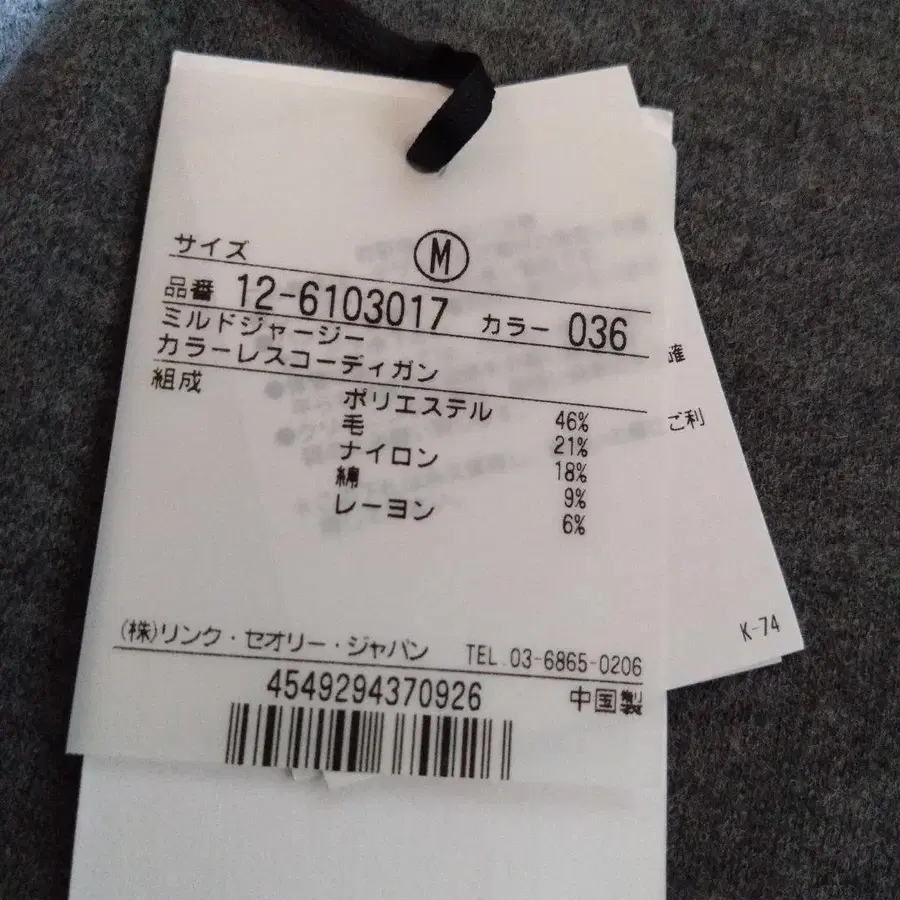 サイズ Ⓜ
品番 12-6103017 カラー 036
ミルドジャージー
カラーレスコーディガン
組成
ポリエステル 46%
毛 21%
ナイロン 18%
綿 9%
レーヨン 6%
(株)リンク・セオリー・ジャパン TEL 03-6865-0206
4549294370926 中国製
確
ご利
K-74